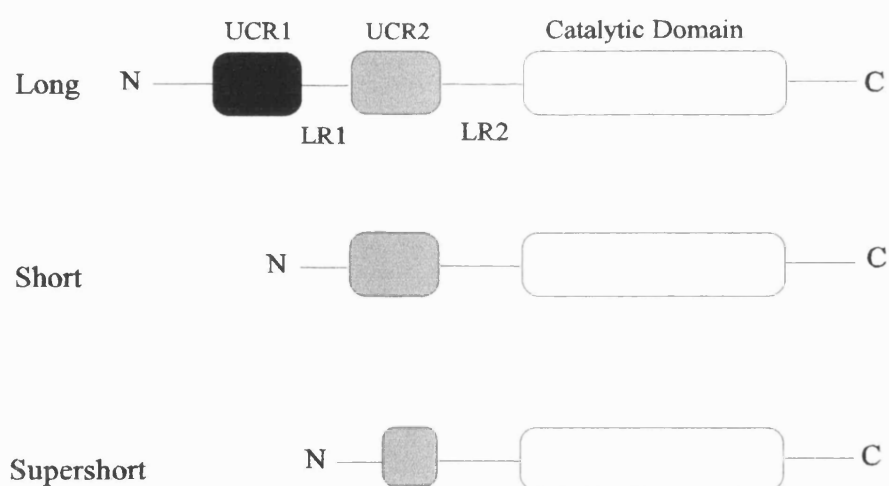 UCR1 UCR2 Catalytic Domain
Long N C
LR1 LR2
Short N C
Supershort N C